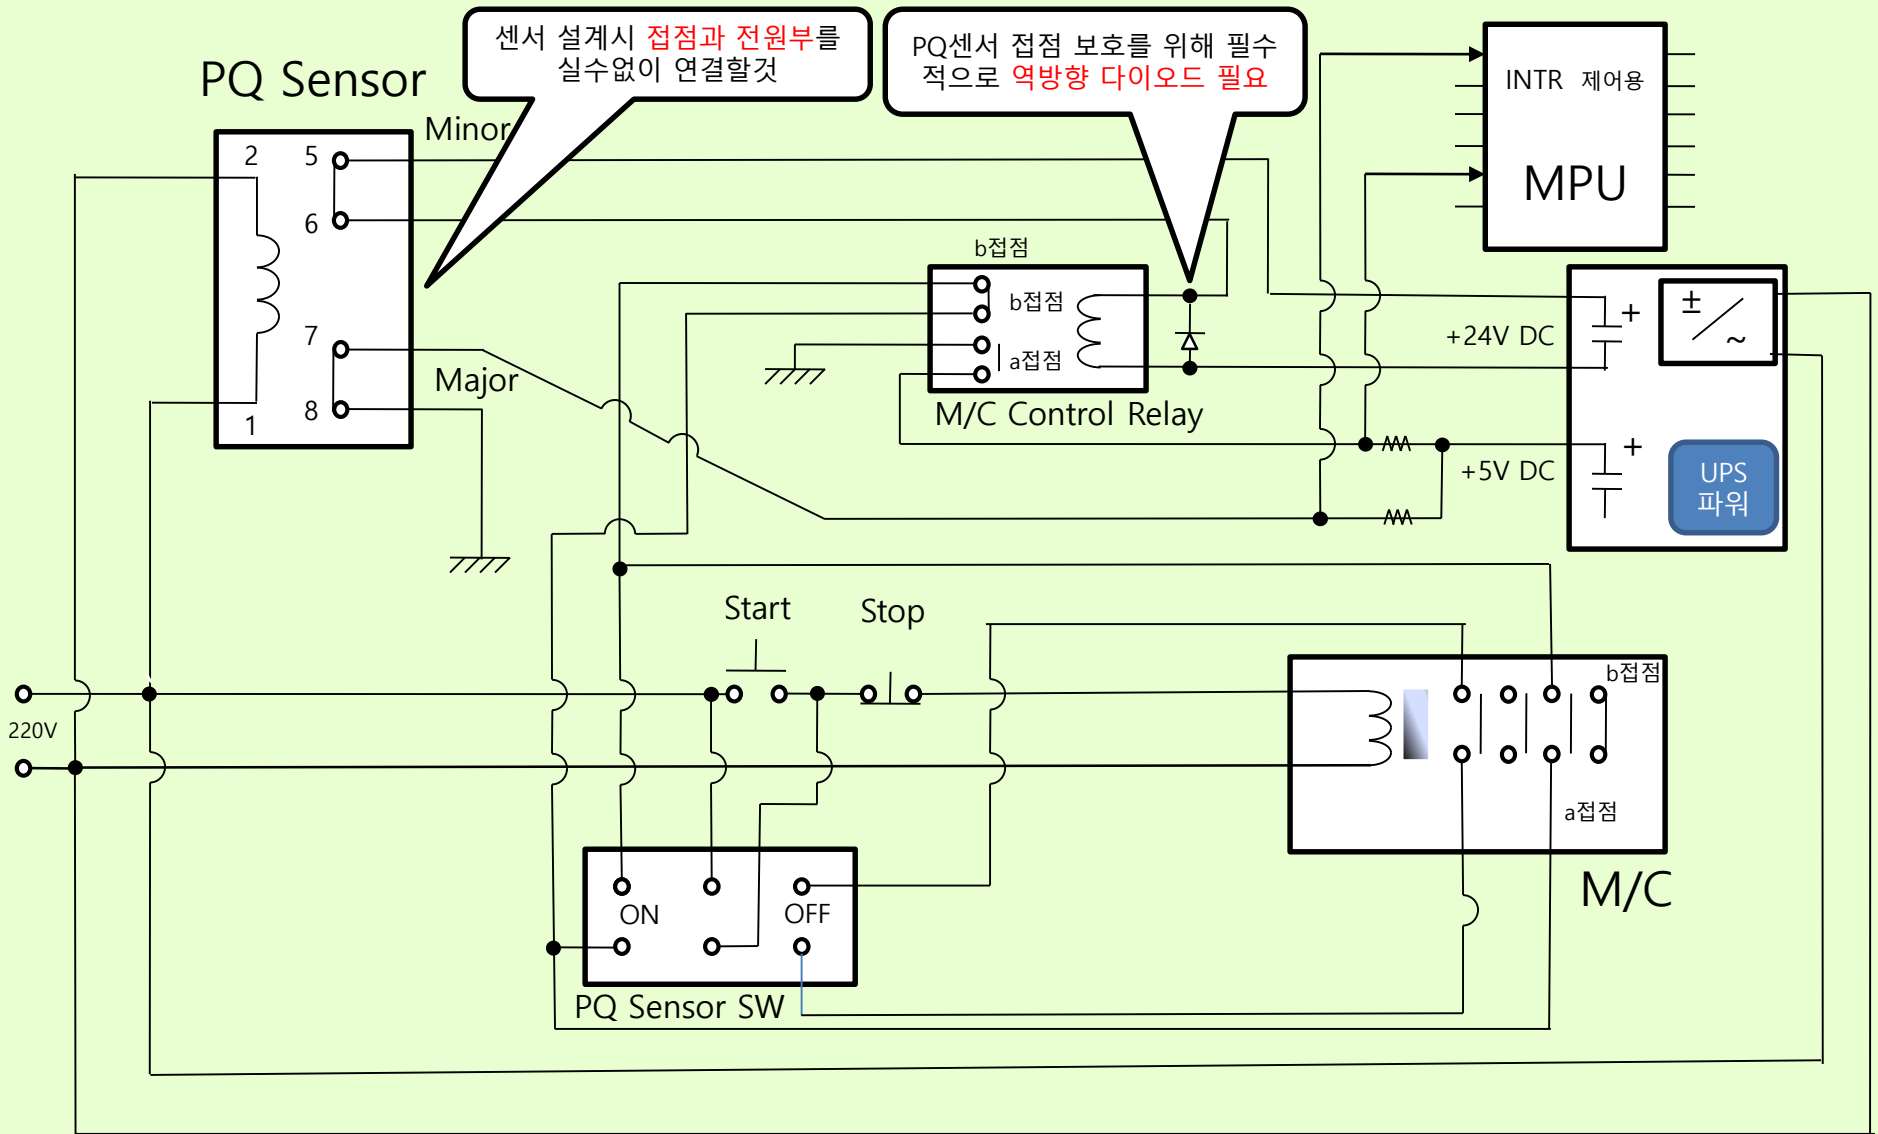 센서 설계시 접점과 전원부를
실수없이 연결할것
PQ센서 접점 보호를 위해 필수
적으로 역방향 다이오드 필요
PQ Sensor
INTR 제어용
MPU
Minor
2
5
6
7
8
1
Major
b접점
b접점
a접점
M/C Control Relay
±
~
+
+24V DC
+
+5V DC
UPS
파워
Start
Stop
220V
b접점
a접점
M/C
ON
OFF
PQ Sensor SW